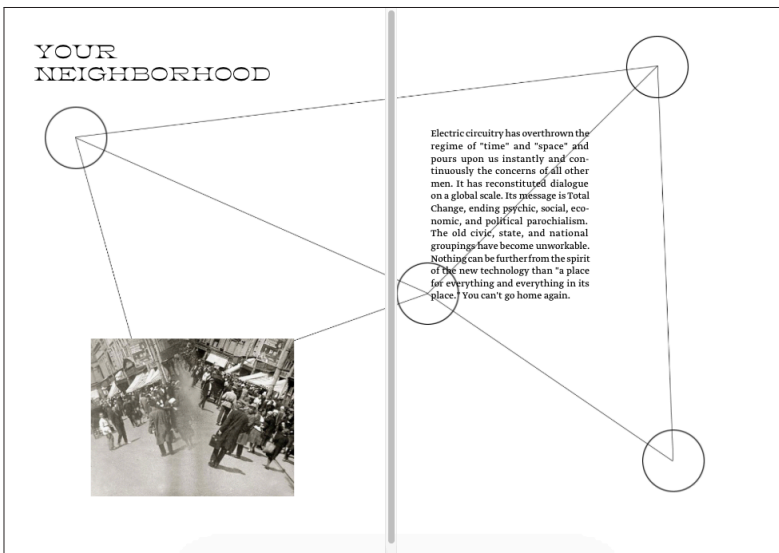 YOUR
NEIGHBORHOOD
Electric circuitry has overthrown the
regime of "time" and "space" and
pours upon us instantly and con-
tinuously the concerns of all other
men. It has reconstituted dialogue
on a global scale. Its message is Total
Change, ending psychic, social, eco-
nomic, and political parochialism.
The old civic, state, and national
groupings have become unworkable.
Nothing can be further from the spirit
of the new technology than "a place
for everything and everything in its
place." You can't go home again.